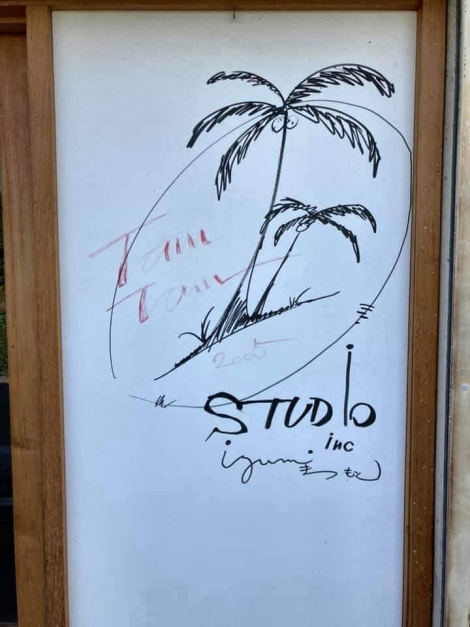 Tam
Tam
2005
STUDIO
inc
izumi